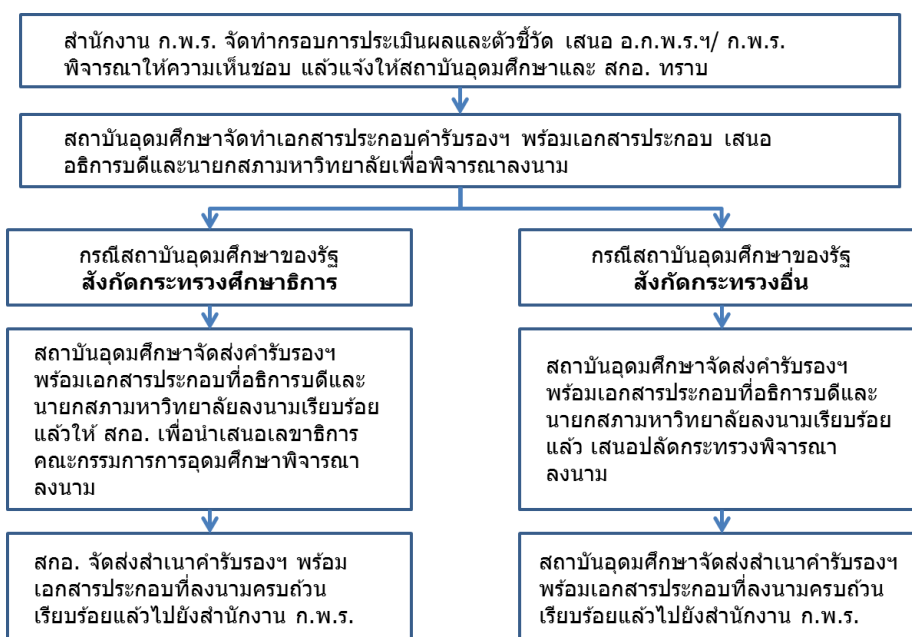 สำนักงาน ก.พ.ร. จัดทำกรอบการประเมินผลและตัวชี้วัด เสนอ อ.ก.พ.ร.ฯ/ ก.พ.ร.
พิจารณาให้ความเห็นชอบ แล้วแจ้งให้สถาบันอุดมศึกษาและ สกอ. ทราบ
สถาบันอุดมศึกษาจัดทำเอกสารประกอบคำรับรองฯ พร้อมเอกสารประกอบ เสนอ
อธิการบดีและนายกสภามหาวิทยาลัยเพื่อพิจารณาลงนาม
กรณีสถาบันอุดมศึกษาของรัฐ
สังกัดกระทรวงศึกษาธิการ
สถาบันอุดมศึกษาจัดส่งคำรับรองฯ
พร้อมเอกสารประกอบที่อธิการบดีและ
นายกสภามหาวิทยาลัยลงนามเรียบร้อย
แล้วให้ สกอ. เพื่อนำเสนอเลขาธิการ
คณะกรรมการการอุดมศึกษาพิจารณา
ลงนาม
สกอ. จัดส่งสำเนาคำรับรองฯ พร้อม
เอกสารประกอบที่ลงนามครบถ้วน
เรียบร้อยแล้วไปยังสำนักงาน ก.พ.ร.
กรณีสถาบันอุดมศึกษาของรัฐ
สังกัดกระทรวงอื่น
สถาบันอุดมศึกษาจัดส่งคำรับรองฯ
พร้อมเอกสารประกอบที่อธิการบดีและ
นายกสภามหาวิทยาลัยลงนามเรียบร้อย
แล้ว เสนอปลัดกระทรวงพิจารณา
ลงนาม
สถาบันอุดมศึกษาจัดส่งสำเนาคำรับรองฯ
พร้อมเอกสารประกอบที่ลงนามครบถ้วน
เรียบร้อยแล้วไปยังสำนักงาน ก.พ.ร.